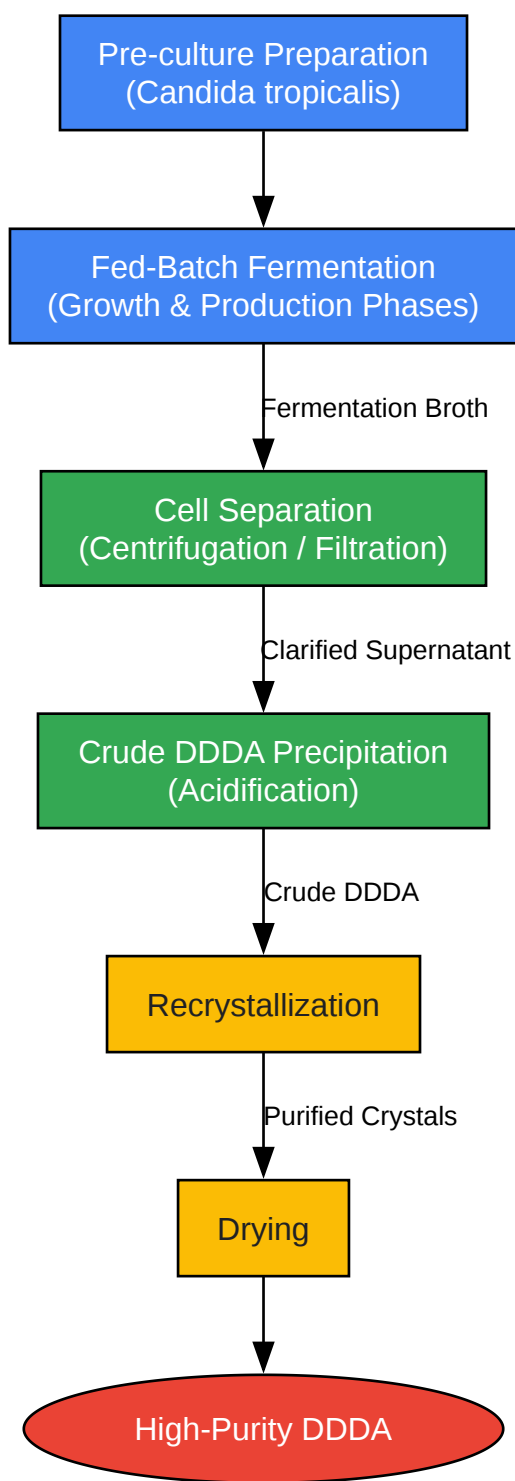 Pre-culture Preparation
(Candida tropicalis)
Fed-Batch Fermentation
(Growth & Production Phases)
Fermentation Broth
Cell Separation
(Centrifugation / Filtration)
Clarified Supernatant
Crude DDDA Precipitation
(Acidification)
Crude DDDA
Recrystallization
Purified Crystals
Drying
High-Purity DDDA